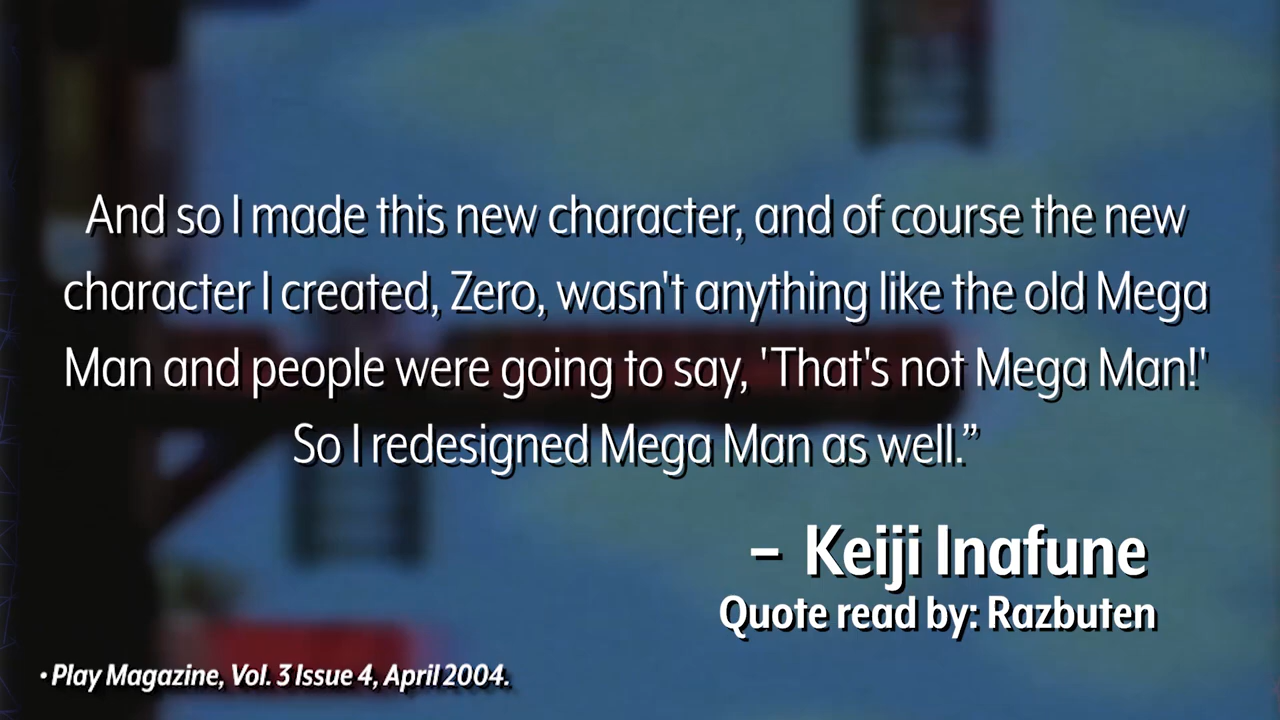 And so I made this new character, and of course the new
character I created, Zero, wasn't anything like the old Mega
Man and people were going to say, 'That's not Mega Man!'
So I redesigned Mega Man as well.”
– Keiji Inafune
Quote read by: Razbuten
• Play Magazine, Vol. 3 Issue 4, April 2004.